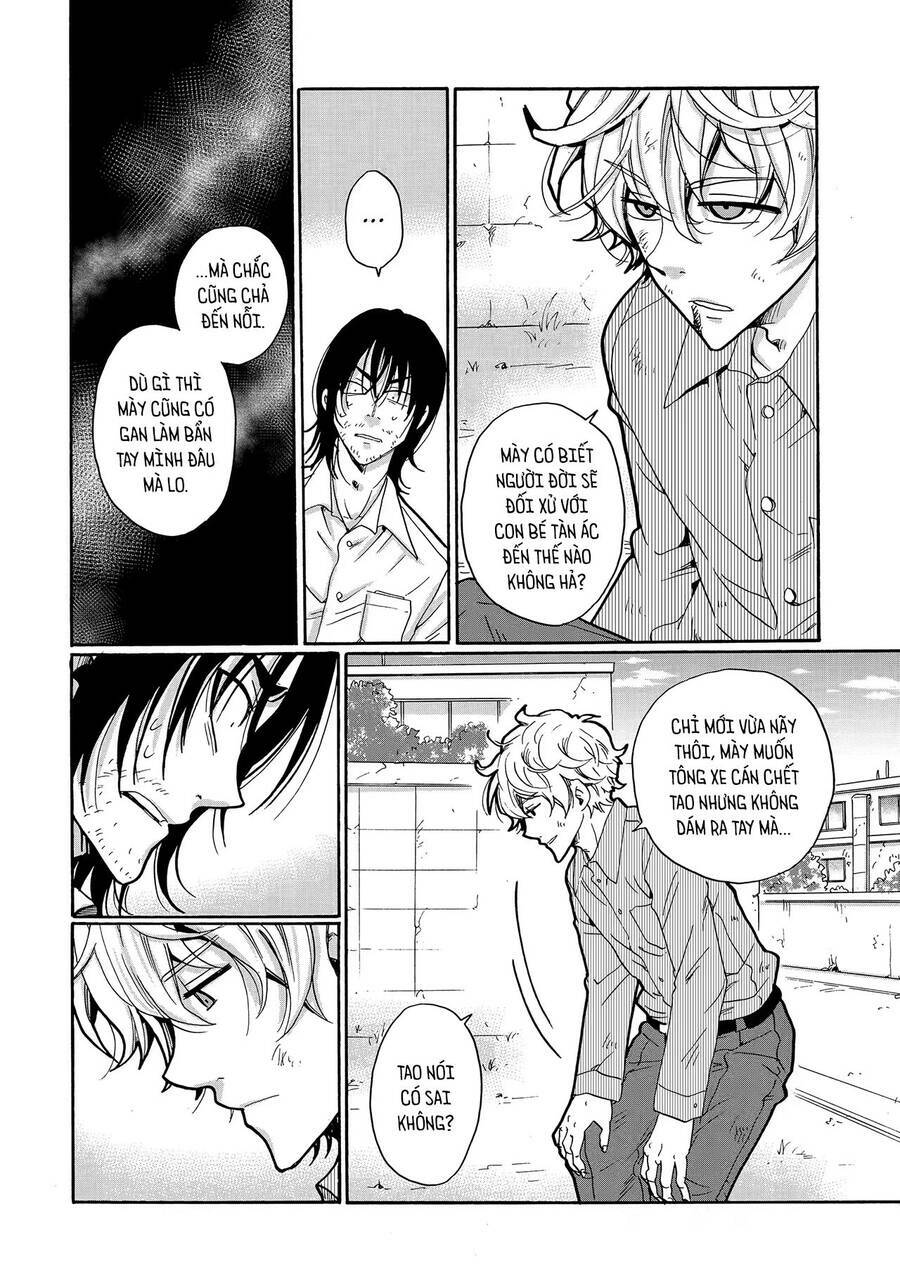 MÀY CÓ BIẾT
NGƯỜI ĐỜI SẼ
ĐỐI XỬ VỚI
CON BÉ TÀN ÁC
ĐẾN THẾ NÀO
KHÔNG HẢ?
...
...MÀ CHẮC
CŨNG CHẢ
ĐẾN NỖI.
DÙ GÌ THÌ
MÀY CŨNG CÓ
GAN LÀM BẨN
TAY MÌNH ĐÂU
MÀ LO.
CHỈ MỚI VỪA NÃY
THÔI, MÀY MUỐN
TÔNG XE CÁN CHẾT
TAO NHƯNG KHÔNG
DÁM RA TAY MÀ...
TAO NÓI
CÓ SAI
KHÔNG?